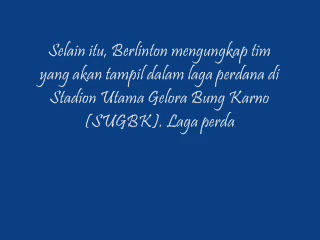 Selain itu, Berlinton mengungkap tim
yang akan tampil dalam laga perdana di
Stadion Utama Gelora Bung Karno
(SUGBK). Laga perda